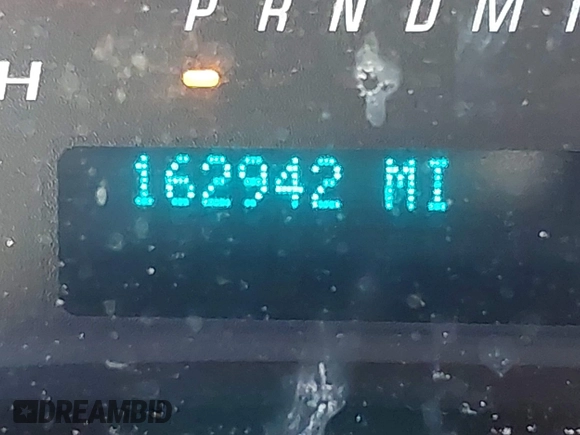 P R N D M
H
162942 MI
DREAMBID